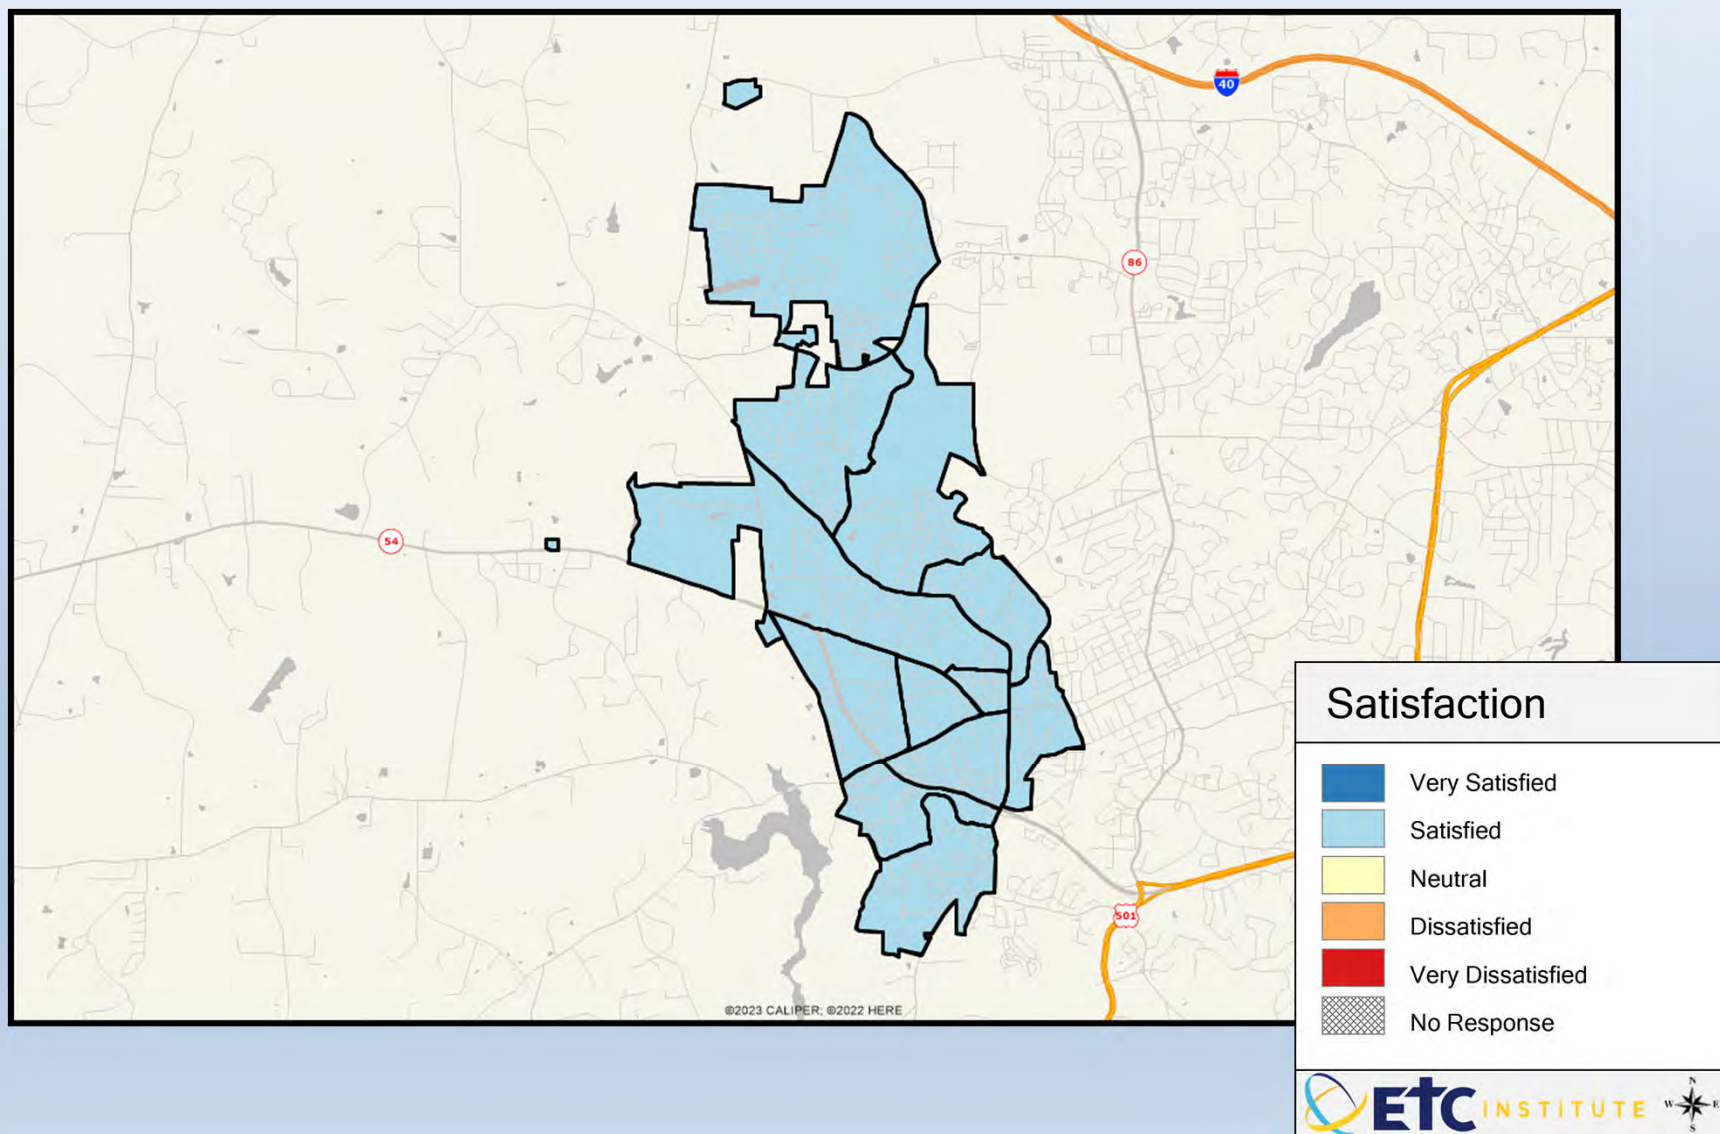 40
86
54
501
©2023 CALIPER; ©2022 HERE
Satisfaction
Very Satisfied
Satisfied
Neutral
Dissatisfied
Very Dissatisfied
No Response
ETC INSTITUTE
N
W E
S